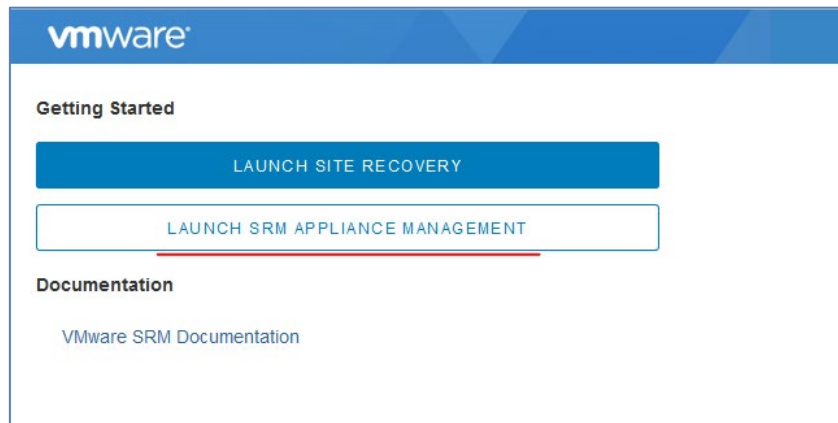 vmware®
Getting Started
LAUNCH SITE RECOVERY
LAUNCH SRM APPLIANCE MANAGEMENT
Documentation
VMware SRM Documentation